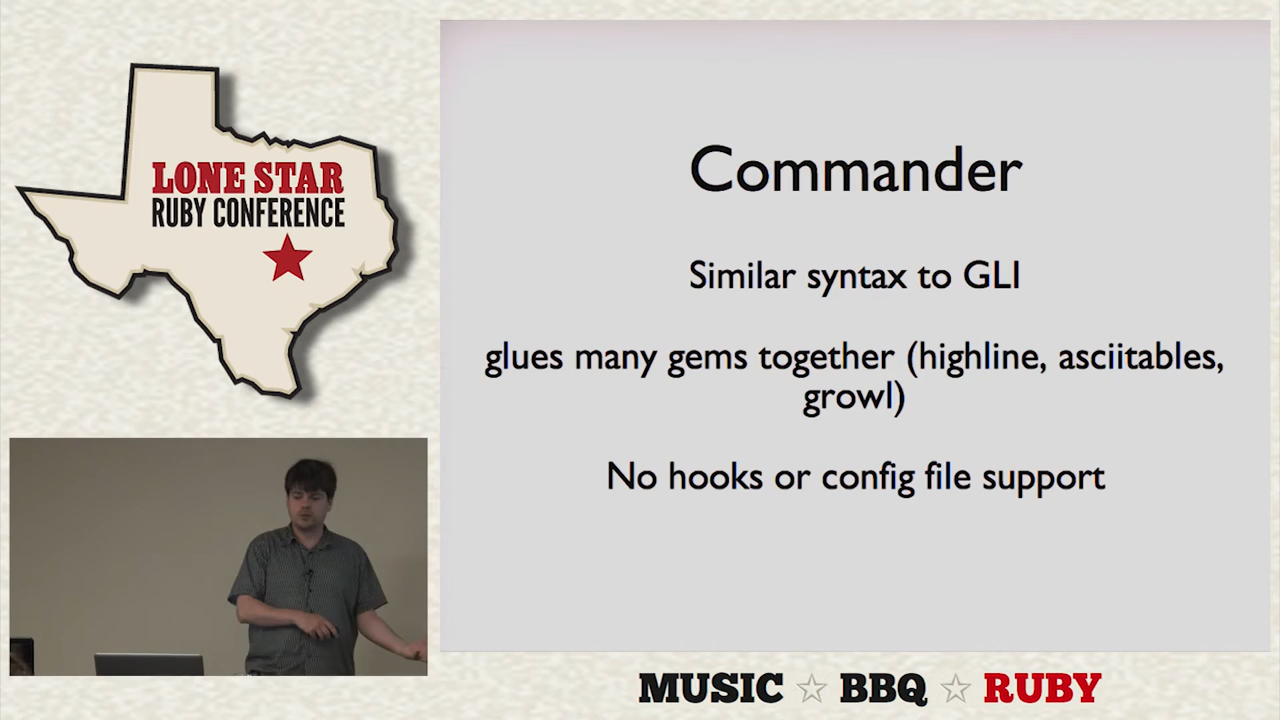 LONE STAR
RUBY CONFERENCE
Commander
Similar syntax to GLI
glues many gems together (highline, asciitables,
growl)
No hooks or config file support
MUSIC ☆ BBQ ☆ RUBY